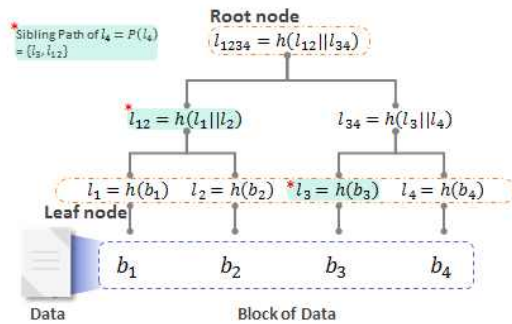 Root node
*Sibling Path of l₄ = P(l₄)
= {l₃, l₁₂}
l₁₂₃₄ = h(l₁₂||l₃₄)
*l₁₂ = h(l₁||l₂) l₃₄ = h(l₃||l₄)
l₁ = h(b₁) l₂ = h(b₂) *l₃ = h(b₃) l₄ = h(b₄)
Leaf node
b₁ b₂ b₃ b₄
Data Block of Data